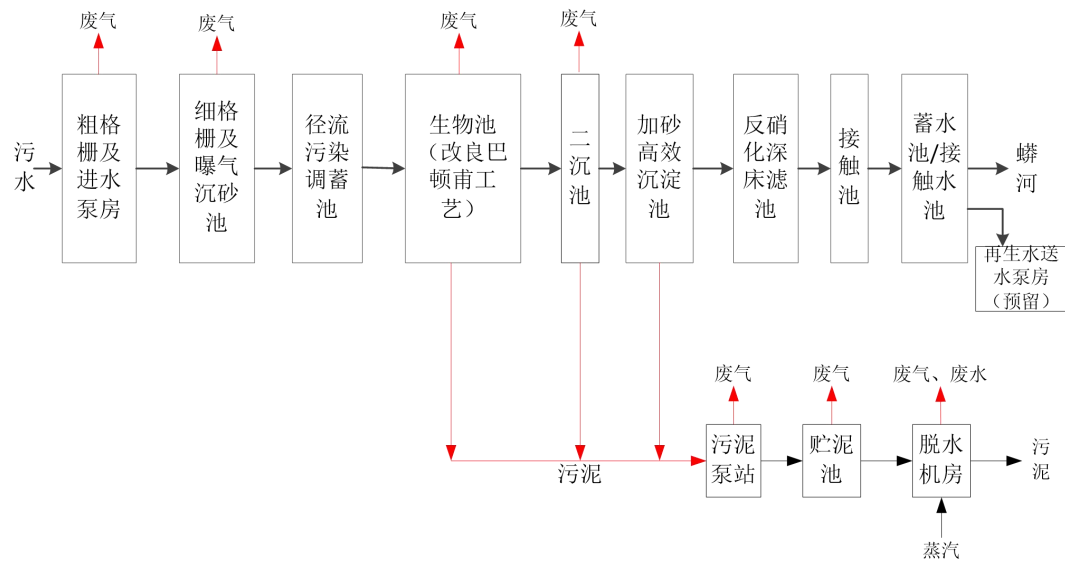 废气
废气
废气
废气
污
水
粗格
栅及
进水
泵房
细格
栅及
曝气
沉砂
池
径流
污染
调蓄
池
生物池
（改良巴
顿甫工
艺）
二
沉
池
加砂
高效
沉淀
池
反硝
化深
床滤
池
接
触
池
蓄水
池/接
触水
池
蟒
河
再生水送
水泵房
（预留）
废气
废气
废气、废水
污泥
污泥
泵站
贮泥
池
脱水
机房
污
泥
蒸汽